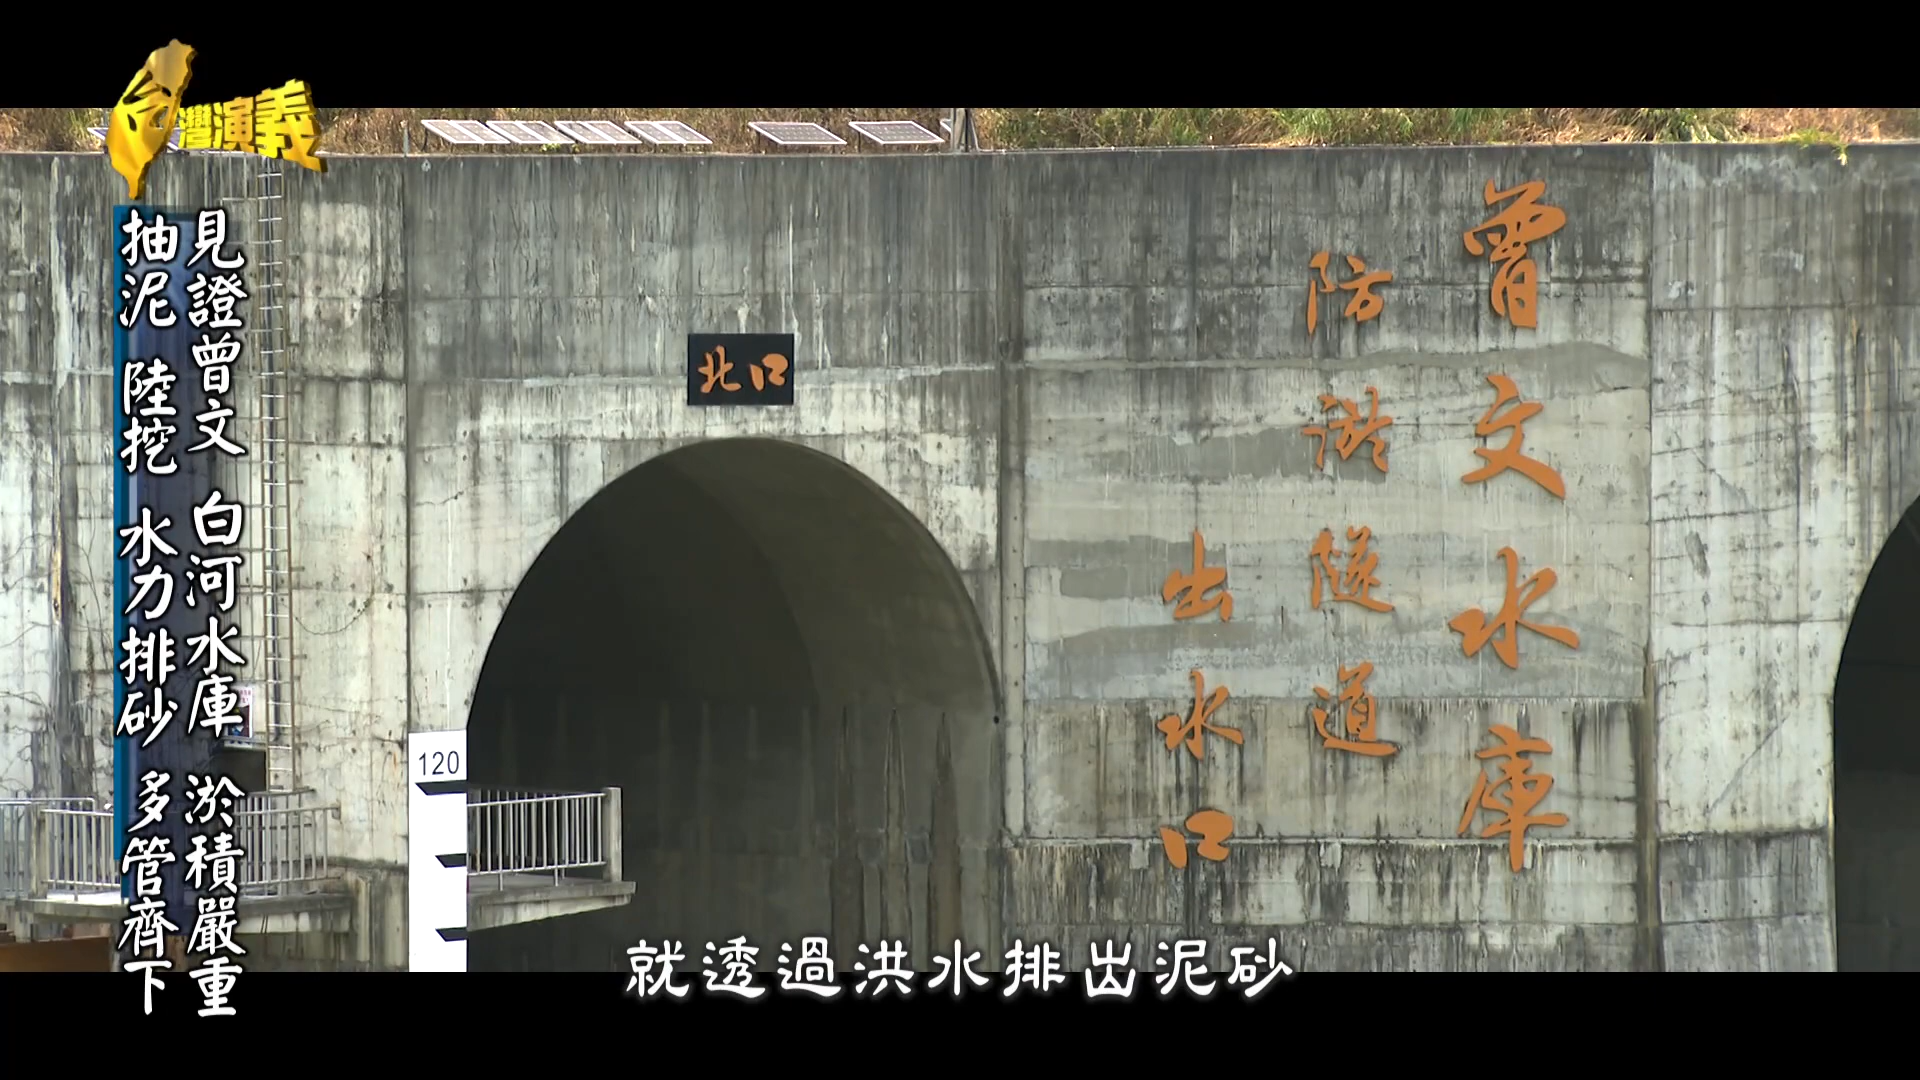 台灣演義
見證曾文 白河水庫 淤積嚴重
抽泥 陸挖 水力排砂 多管齊下
曾文水庫
防淤隧道
出水口
北口
120
就透過洪水排出泥砂